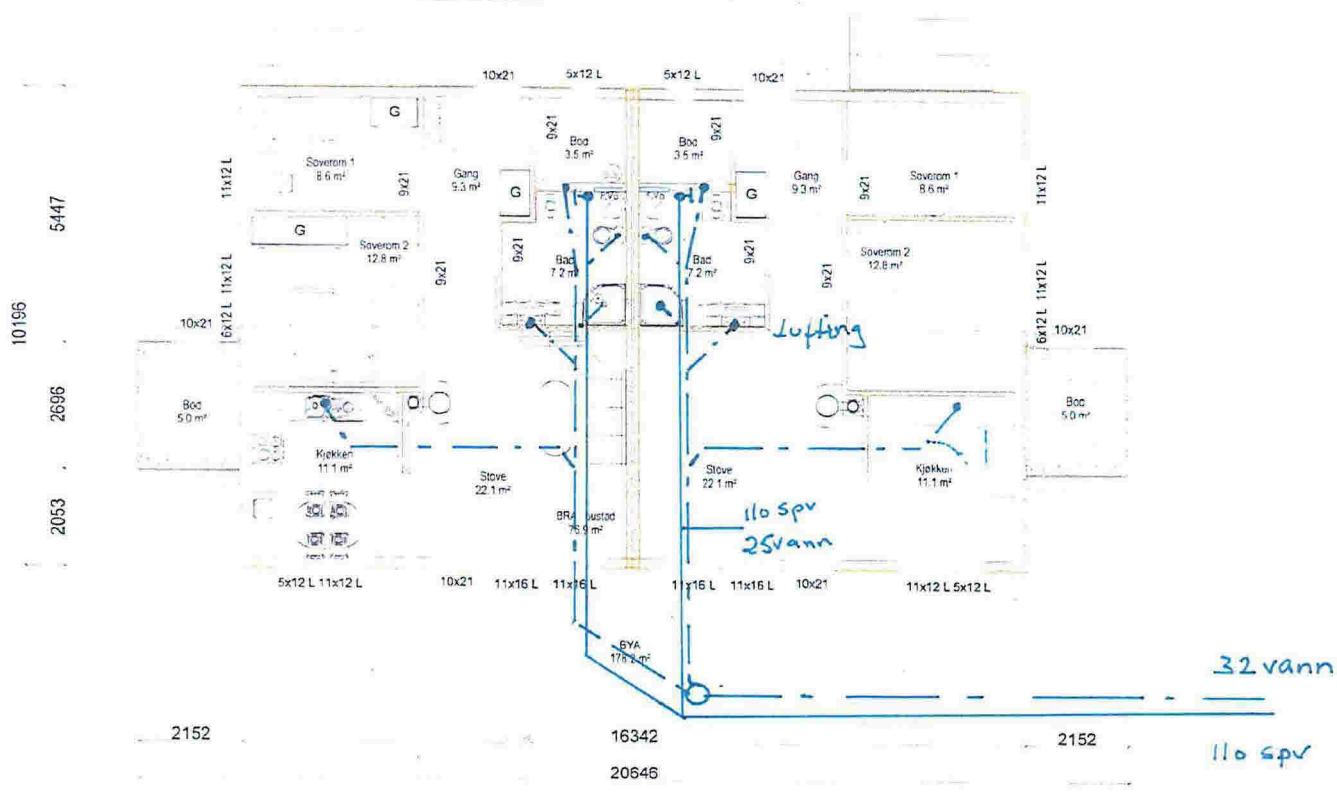 10x21
5x12 L
5x12 L
10x21
9x21
Bod
3.5 m²
Bod
3.5 m²
9x21
G
Soverom 1
8.6 m²
11x12 L
9x21
Gang
9.3 m²
G
G
Gang
9.3 m²
9x21
Soverom 1
8.6 m²
11x12 L
5447
G
Soverom 2
12.8 m²
9x21
9x21
Bad
7.2 m²
Bad
7.2 m²
9x21
9x21
Soverom 2
12.8 m²
6x12 L 11x12 L
6x12 L 11x12 L
10196
10x21
Lufting
10x21
2696
Bod
5.0 m²
Bod
5.0 m²
Kjøkken
11.1 m²
Stove
22.1 m²
Stove
22.1 m²
Kjøkken
11.1 m²
2053
BRA bustad
76.9 m²
110 spv
25vann
5x12 L 11x12 L
10x21
11x16 L
11x16 L
11x16 L
11x16 L
10x21
11x12 L 5x12 L
BYA
178.2 m²
32 vann
2152
16342
2152
110 spv
20646